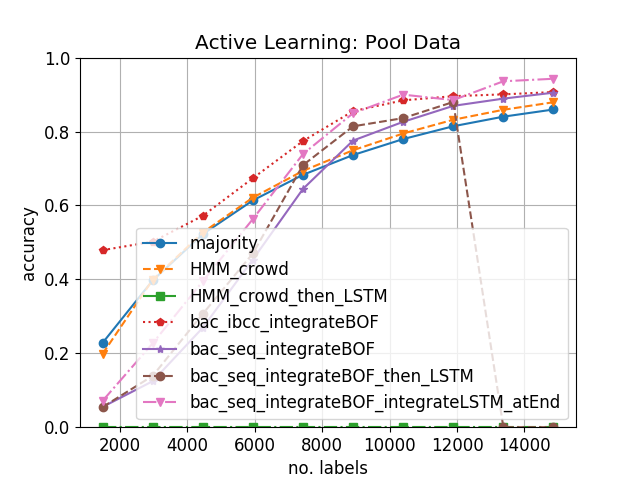 Active Learning: Pool Data
1.0
0.8
0.6
0.4
0.2
0.0
accuracy
majority
HMM_crowd
HMM_crowd_then_LSTM
bac_ibcc_integrateBOF
bac_seq_integrateBOF
bac_seq_integrateBOF_then_LSTM
bac_seq_integrateBOF_integrateLSTM_atEnd
2000 4000 6000 8000 10000 12000 14000
no. labels